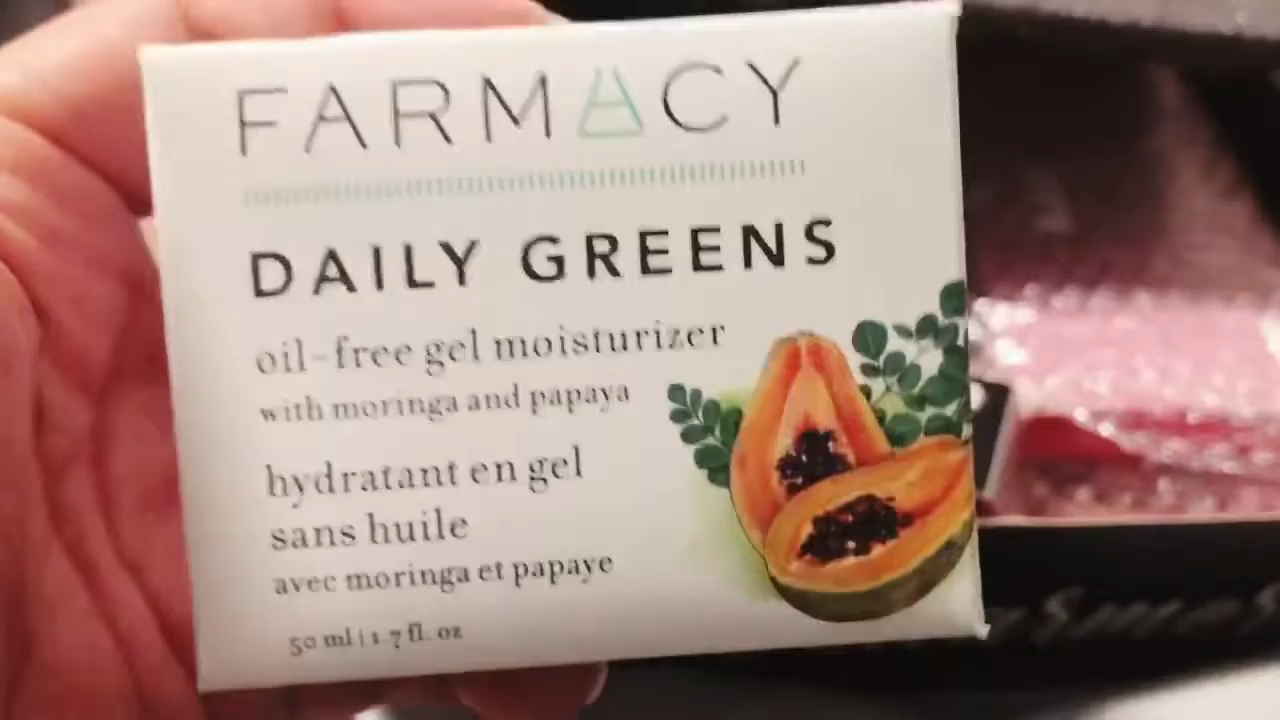 FARMACY
DAILY GREENS
oil-free gel moisturizer
with moringa and papaya
hydratant en gel
sans huile
avec moringa et papaye
50 ml | 1.7 fl. oz